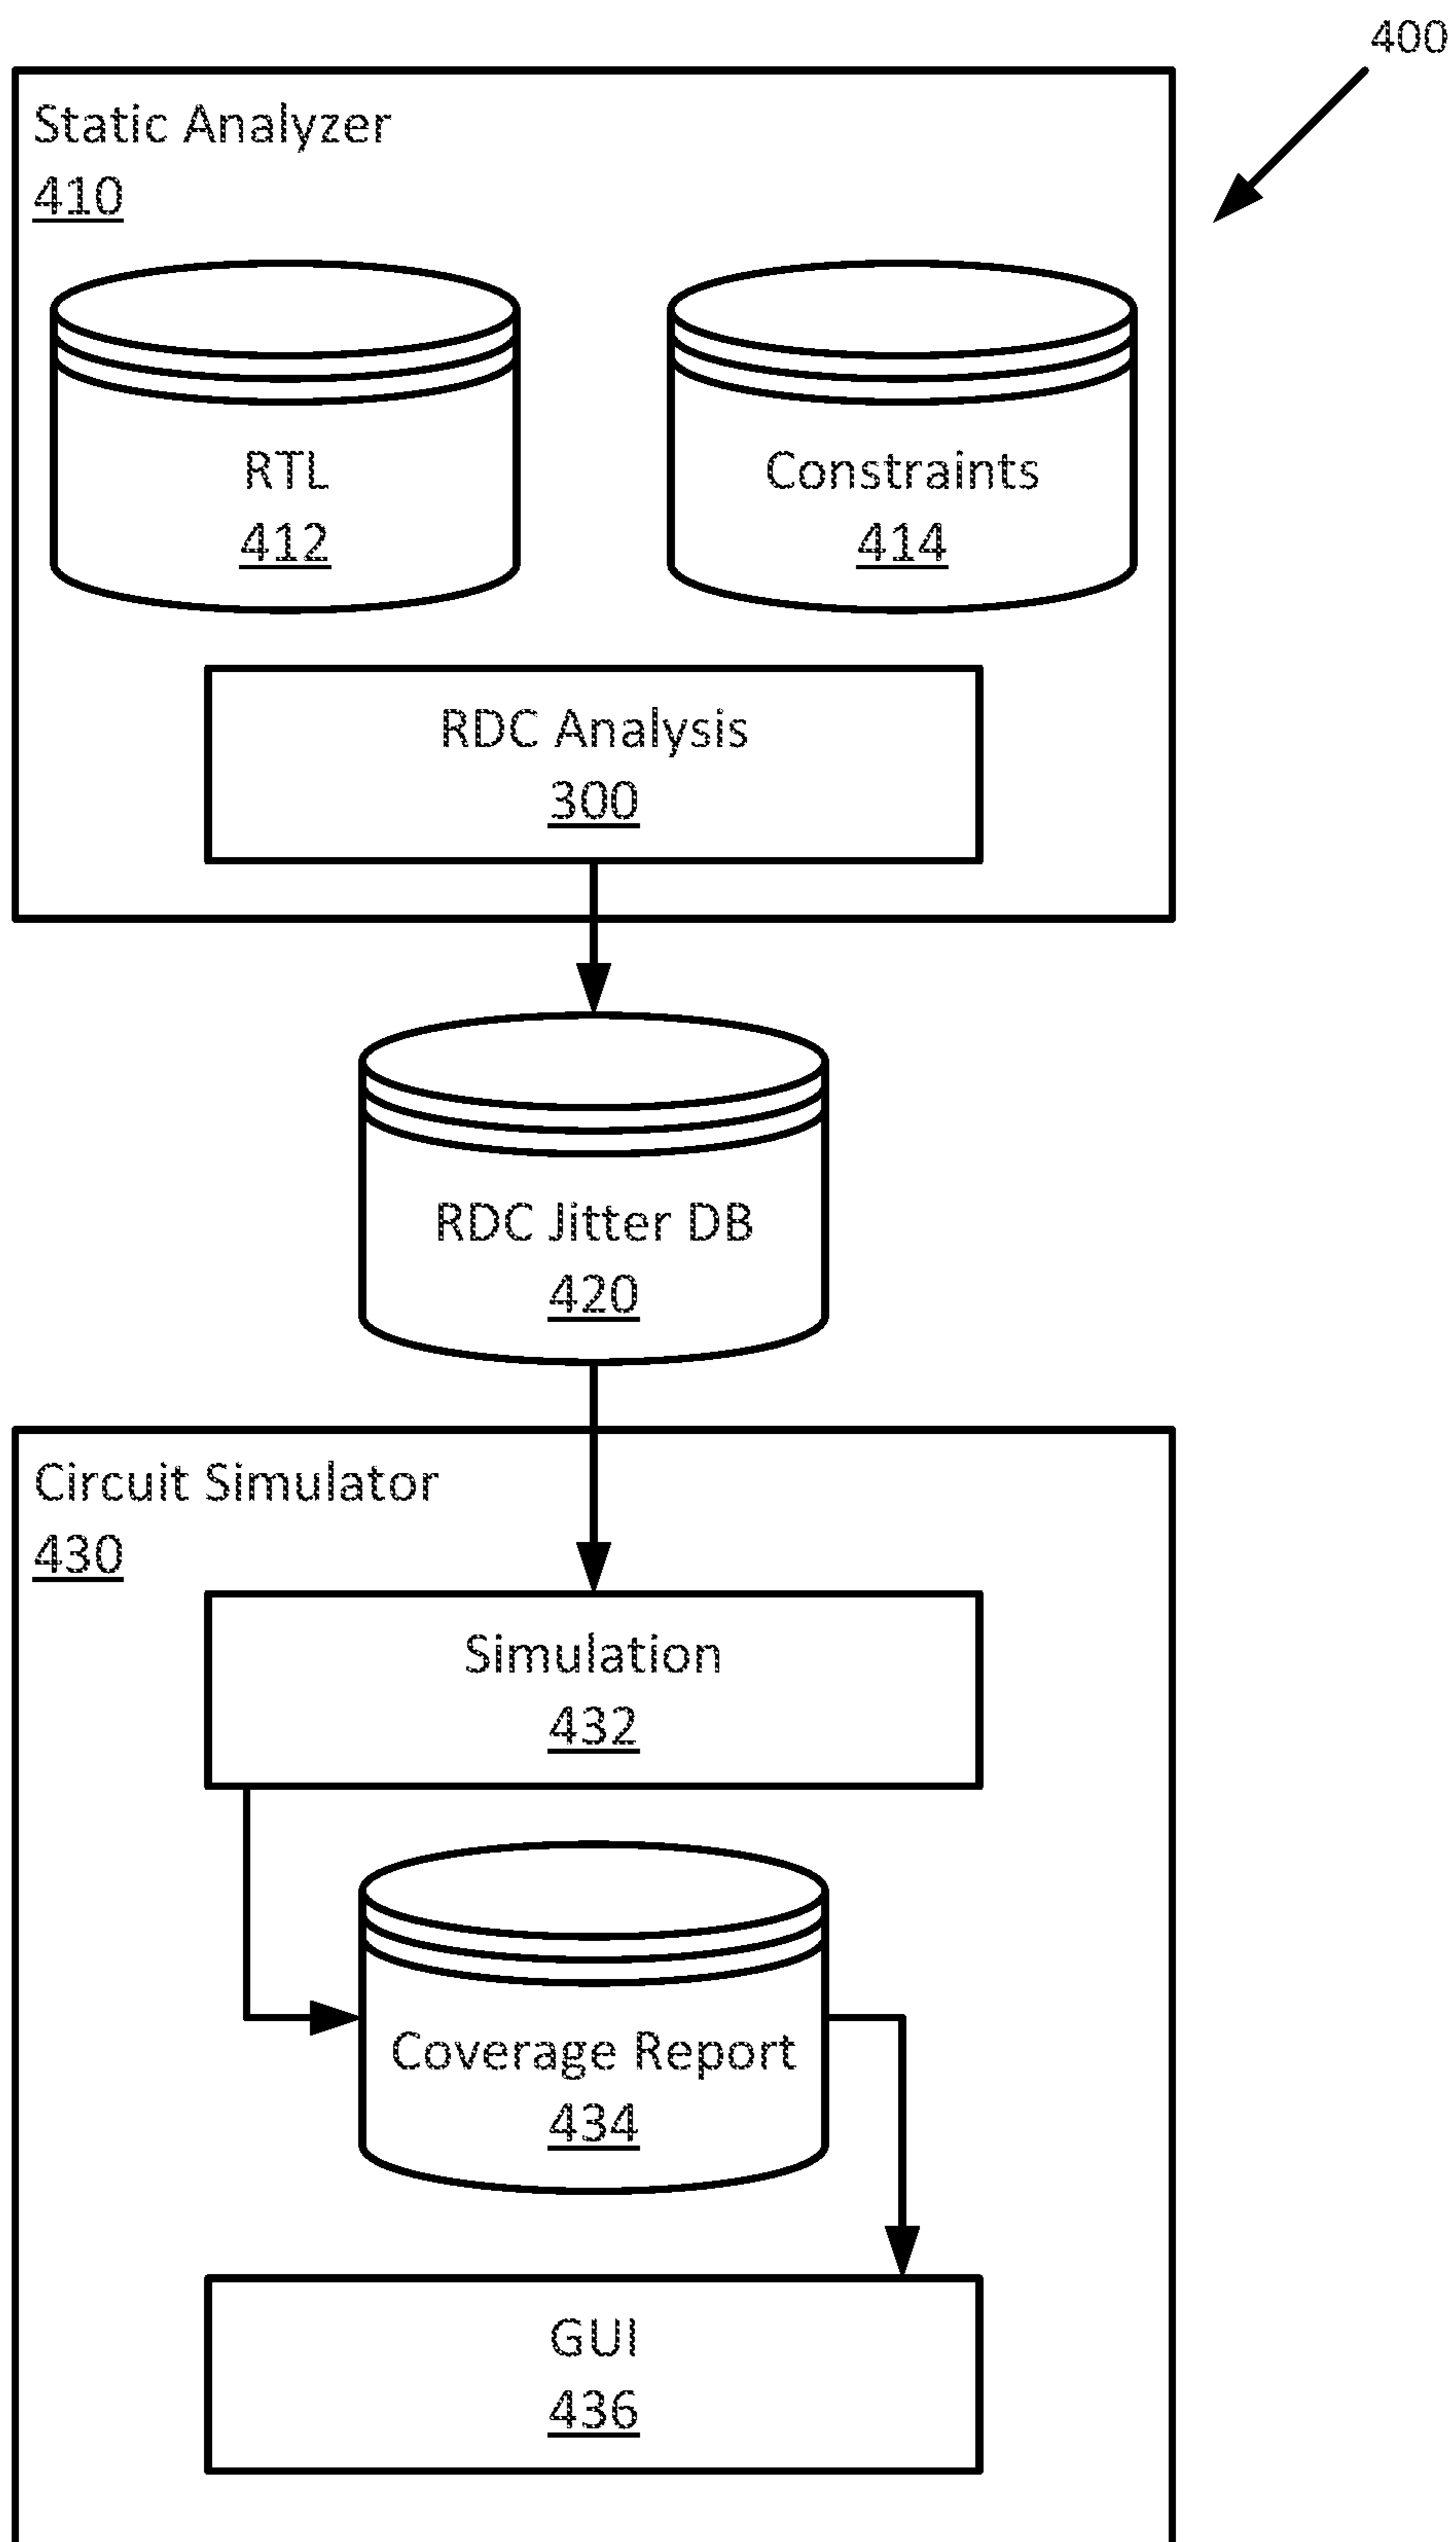 400
Static Analyzer
410
RTL
412
Constraints
414
RDC Analysis
300
RDC Jitter DB
420
Circuit Simulator
430
Simulation
432
Coverage Report
434
GUI
436